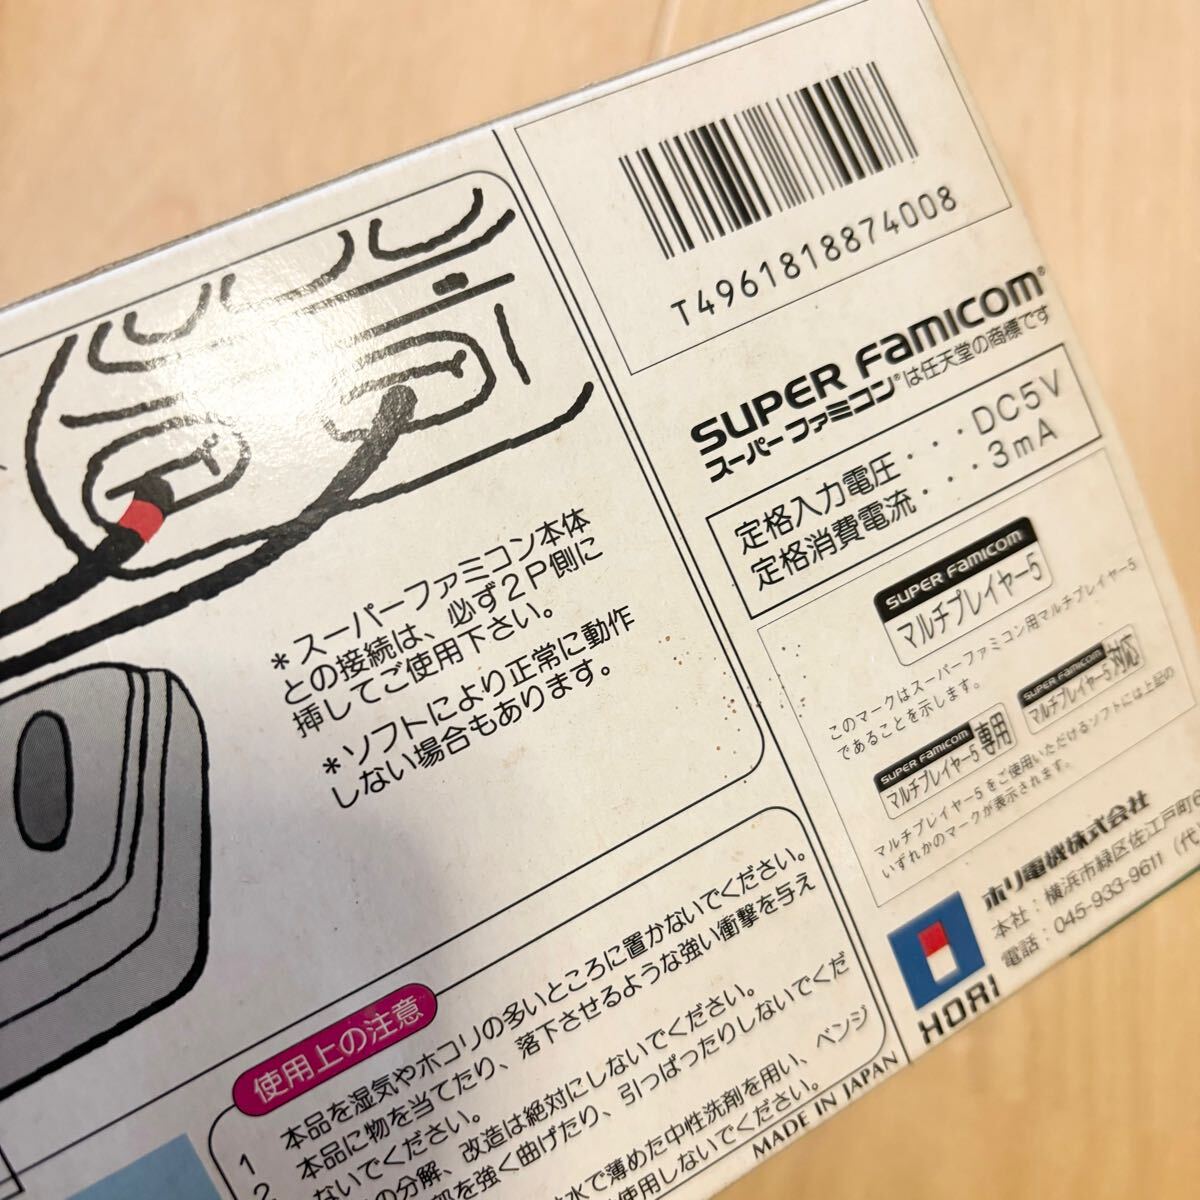 ＊スーパーファミコン本体
との接続は、必ず２Ｐ側に
挿してご使用下さい。
＊ソフトにより正常に動作
しない場合もあります。
T4961818874008
SUPER FAMICOM®
スーパーファミコン®は任天堂の商標です
定格入力電圧・・・ＤＣ５Ｖ
定格消費電流・・・３ｍＡ
SUPER FAMICOM
マルチプレイヤー5
このマークはスーパーファミコン用マルチプレイヤー5
であることを示します。
SUPER FAMICOM
マルチプレイヤー5専用
SUPER FAMICOM
マルチプレイヤー5対応
マルチプレイヤー5をご使用いただけるソフトには上記の
いずれかのマークが表示されます。
HORI
ホリ電機株式会社
本社：横浜市緑区佐江戸町6
電話：045-933-9611（代
使用上の注意
1 本品を湿気やホコリの多いところに置かないでください。
2 本品に物を当てたり、落下させるような強い衝撃を与え
ないでください。
の分解、改造は絶対にしないでください。
部を強く曲げたり、引っぱったりしないでくだ
水で薄めた中性洗剤を用い、ベンジ
使用しないでください。
MADE IN JAPAN